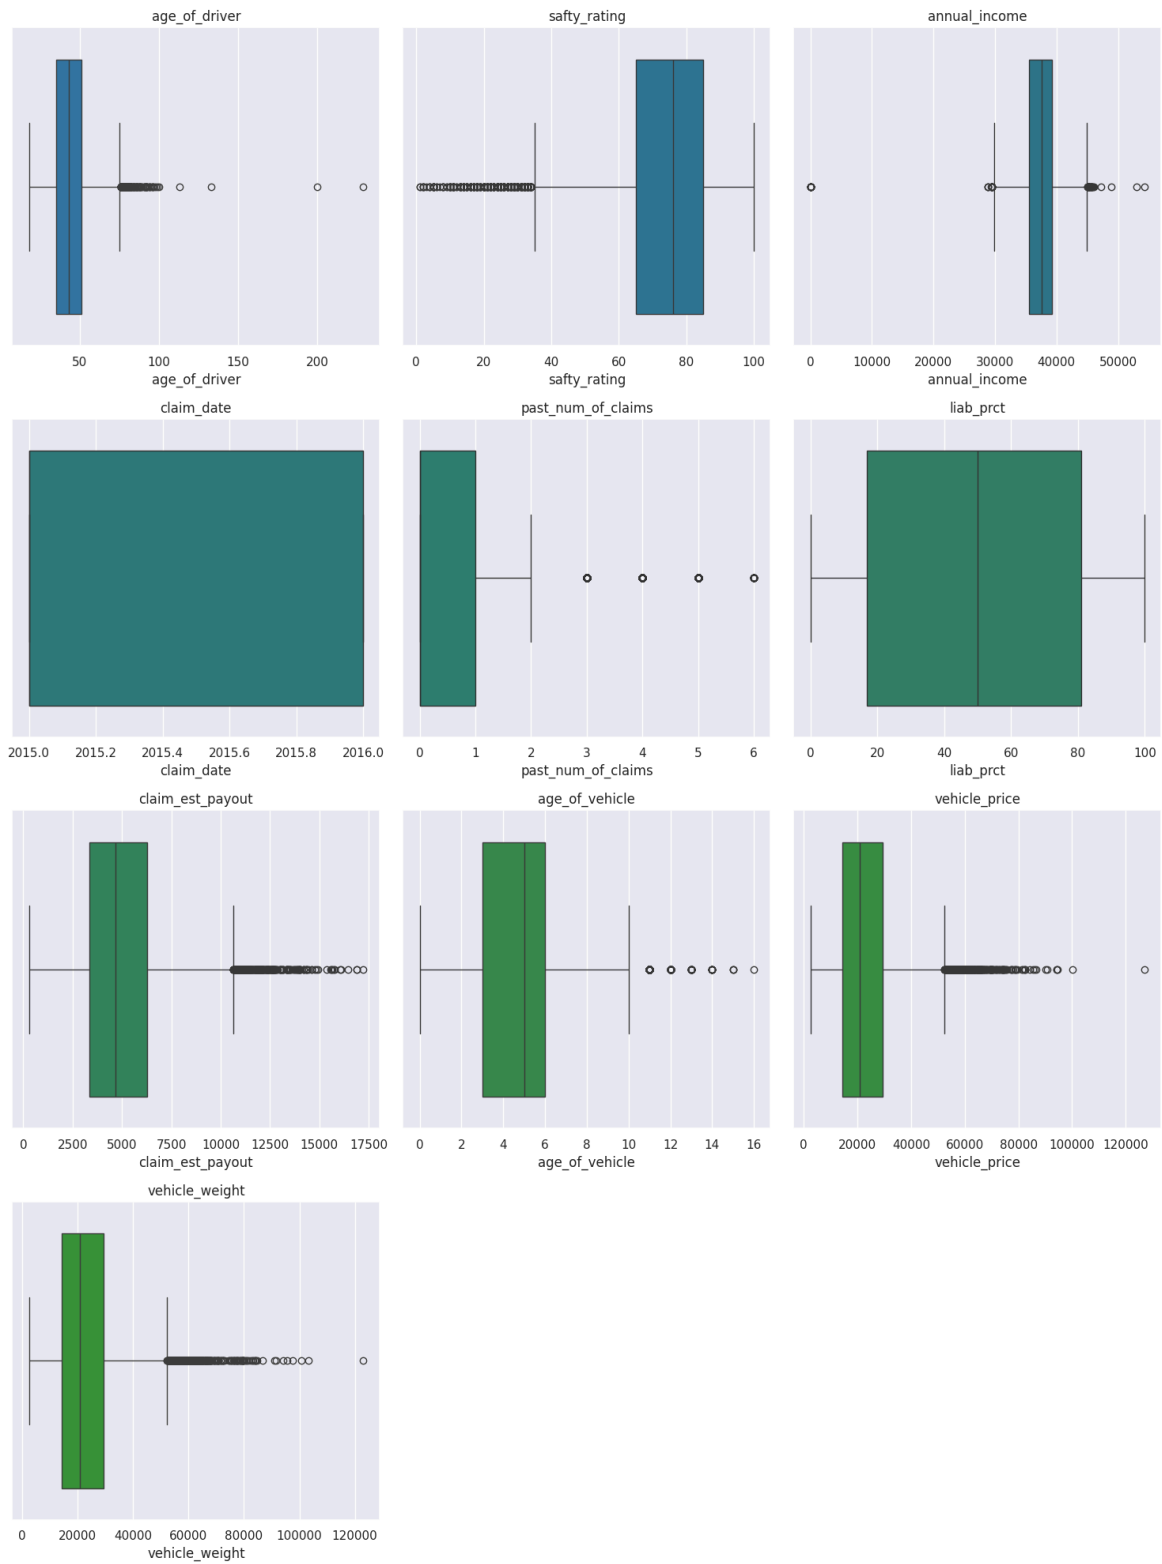 age_of_driver safty_rating annual_income
50 100 150 200 0 20 40 60 80 100 0 10000 20000 30000 40000 50000
age_of_driver safty_rating annual_income
claim_date past_num_of_claims liab_prct
2015.0 2015.2 2015.4 2015.6 2015.8 2016.0 0 1 2 3 4 5 6 0 20 40 60 80 100
claim_date past_num_of_claims liab_prct
claim_est_payout age_of_vehicle vehicle_price
0 2500 5000 7500 10000 12500 15000 17500 0 2 4 6 8 10 12 14 16 0 20000 40000 60000 80000 100000 120000
claim_est_payout age_of_vehicle vehicle_price
vehicle_weight
0 20000 40000 60000 80000 100000 120000
vehicle_weight